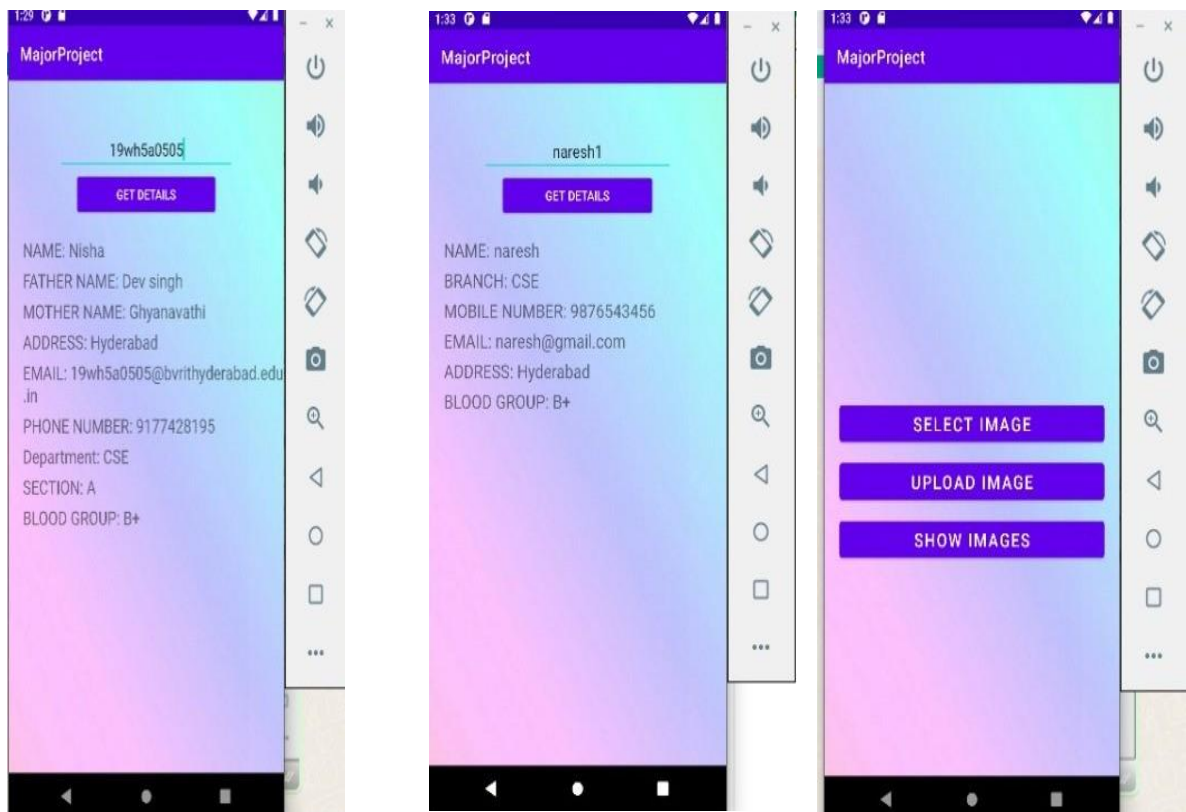 1:29
MajorProject
19wh5a0505
GET DETAILS
NAME: Nisha
FATHER NAME: Dev singh
MOTHER NAME: Ghyanavathi
ADDRESS: Hyderabad
EMAIL: 19wh5a0505@bvrithyderabad.edu
.in
PHONE NUMBER: 9177428195
Department: CSE
SECTION: A
BLOOD GROUP: B+
1:33
MajorProject
naresh1
GET DETAILS
NAME: naresh
BRANCH: CSE
MOBILE NUMBER: 9876543456
EMAIL: naresh@gmail.com
ADDRESS: Hyderabad
BLOOD GROUP: B+
1:33
MajorProject
SELECT IMAGE
UPLOAD IMAGE
SHOW IMAGES